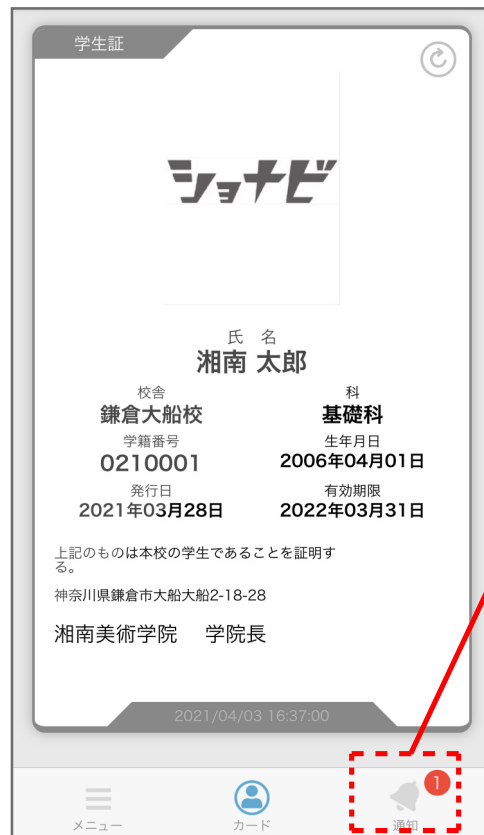 学生証
ショナビ
氏 名
湘南 太郎
校舎 科
鎌倉大船校 基礎科
学籍番号 生年月日
0210001 2006年04月01日
発行日 有効期限
2021年03月28日 2022年03月31日
上記のものは本校の学生であることを証明す
る。
神奈川県鎌倉市大船大船2-18-28
湘南美術学院 学院長
2021/04/03 16:37:00
1
メニュー カード 通知